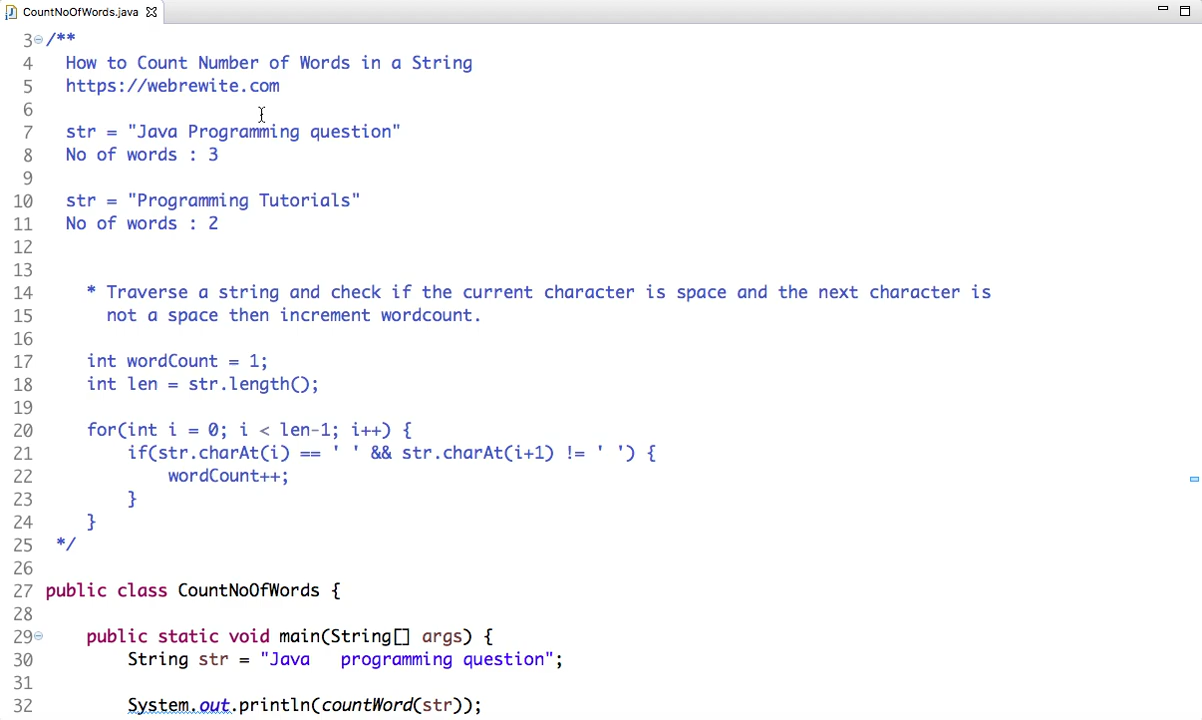 CountNoOfWords.java
3 /**
4 How to Count Number of Words in a String
5 https://webrewite.com
6
7 str = "Java Programming question"
8 No of words : 3
9
10 str = "Programming Tutorials"
11 No of words : 2
12
13
14 * Traverse a string and check if the current character is space and the next character is
15 not a space then increment wordcount.
16
17 int wordCount = 1;
18 int len = str.length();
19
20 for(int i = 0; i < len-1; i++) {
21 if(str.charAt(i) == ' ' && str.charAt(i+1) != ' ') {
22 wordCount++;
23 }
24 }
25 */
26
27 public class CountNoOfWords {
28
29 public static void main(String[] args) {
30 String str = "Java   programming question";
31
32 System.out.println(countWord(str));